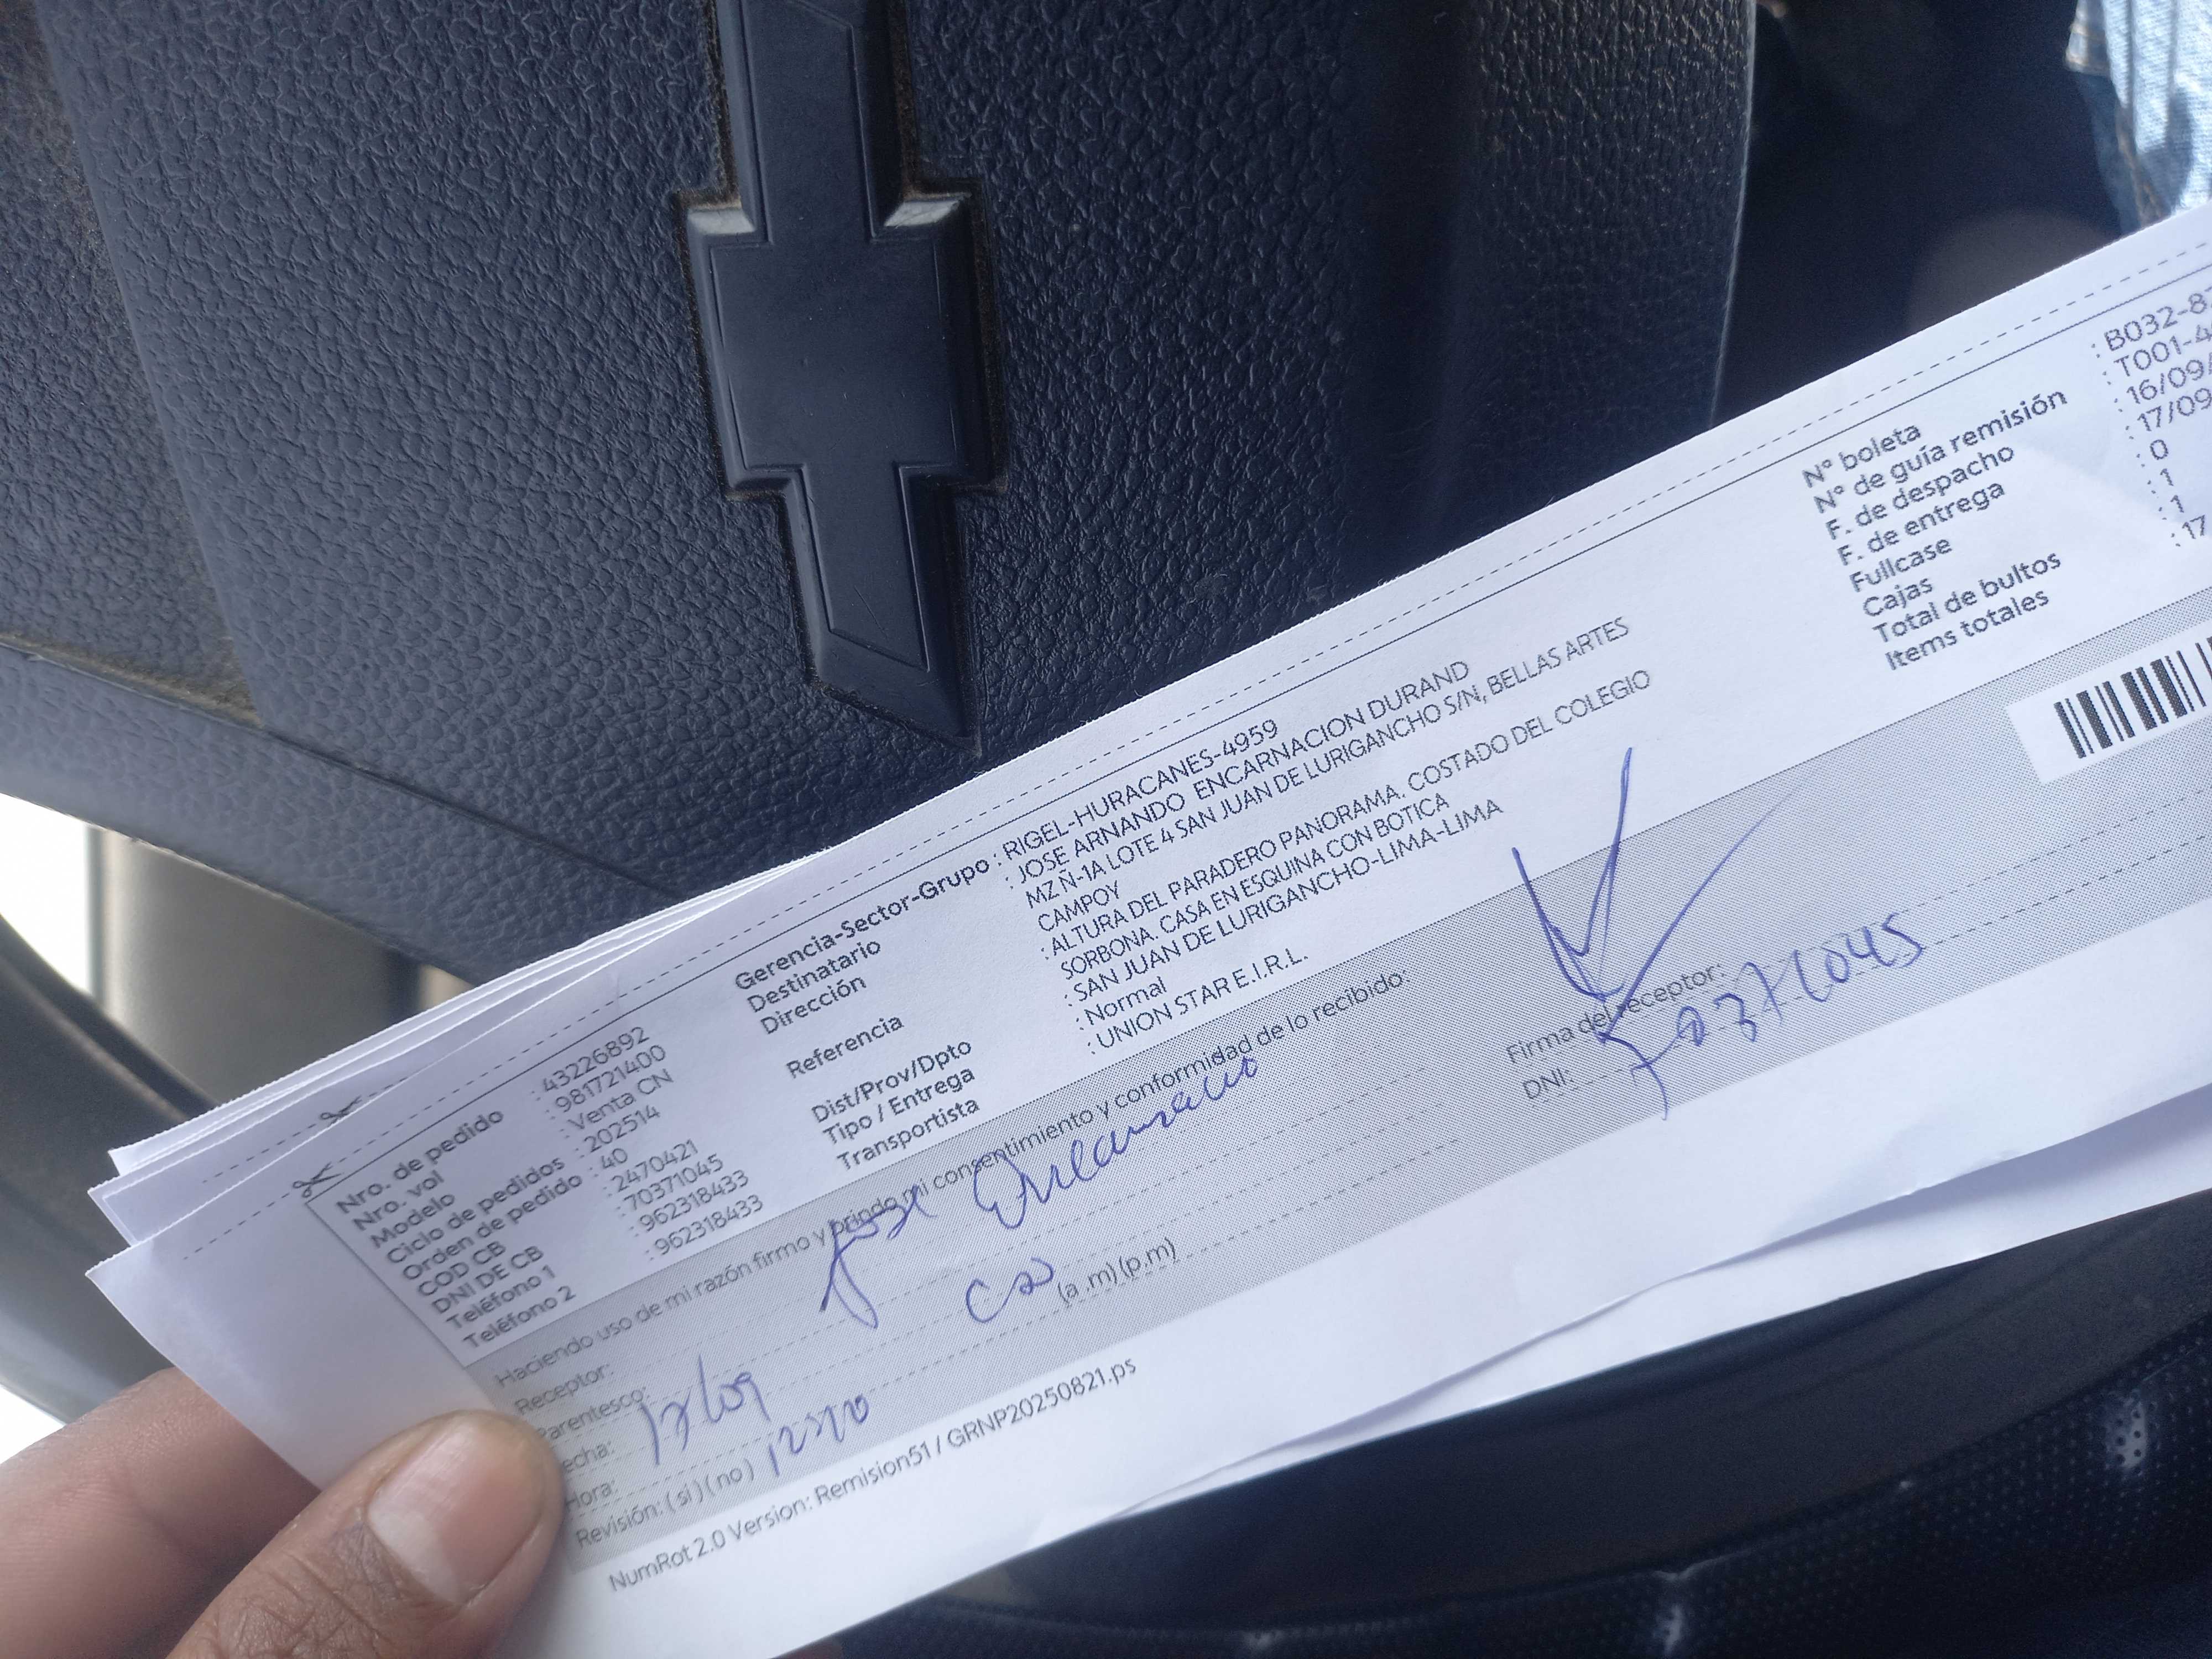 Nro. de pedido : 43226892
Nro. vol : 981721400
Modelo : Venta CN
Ciclo de pedidos : 202514
Orden de pedido : 40
COD CB : 2470421
DNI DE CB : 70371045
Teléfono 1 : 962318433
Teléfono 2 : 962318433
Gerencia-Sector-Grupo : RIGEL-HURACANES-4959
Destinatario : JOSE ARNANDO ENCARNACION DURAND
Dirección MZ Ñ-1A LOTE 4 SAN JUAN DE LURIGANCHO S/N, BELLAS ARTES
CAMPOY
Referencia : ALTURA DEL PARADERO PANORAMA. COSTADO DEL COLEGIO
SORBONA. CASA EN ESQUINA CON BOTICA
Dist/Prov/Dpto : SAN JUAN DE LURIGANCHO-LIMA-LIMA
Tipo / Entrega : Normal
Transportista : UNION STAR E.I.R.L.
N° boleta : B032-8
N° de guía remisión : T001-4
F. de despacho : 16/09/
F. de entrega : 17/09
Fullcase : 0
Cajas : 1
Total de bultos : 1
Items totales : 17
Haciendo uso de mi razón firmo y brindo mi consentimiento y conformidad de lo recibido:
Receptor: Jose
Parentesco:
echa: 17/09
Hora: (a.m)(p.m)
Revisión: (si)(no)
Firma del receptor:
DNI: 70371045
NumRot 2.0 Version: Remision51 / GRNP20250821.ps